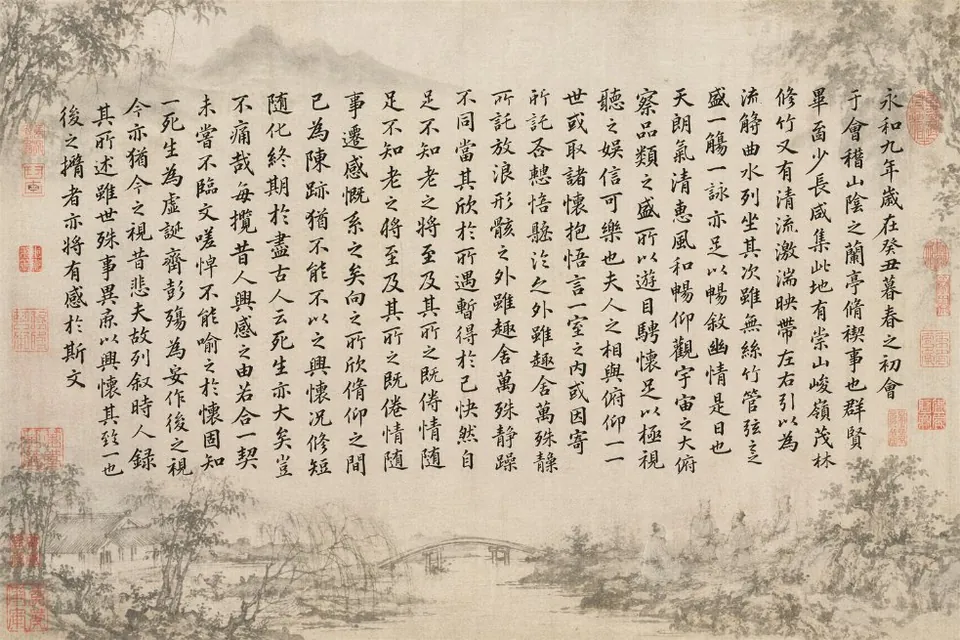 永和九年歲在癸丑暮春之初會
于會稽山陰之蘭亭脩稧事也群賢
畢少長咸集此地有崇山峻嶺茂林
修竹又有清流激湍映帶左右引以為
流觴曲水列坐其次雖無絲竹管弦之
盛一觴一詠亦足以暢敘幽情是日也
天朗氣清惠風和暢仰觀宇宙之大俯
察品類之盛所以遊目騁懷足以極視
聽之娛信可樂也夫人之相與俯仰一一
世或取諸懷抱悟言一室之内或因寄
所託悟之外雖趣舍萬殊靜
所託放浪形骸之外雖趣舍萬殊静躁
不同當其欣於所遇暫得於己快然自
足不知老之將至及其所之既倦情隨
足不知老之將至及其所之既倦情隨
事遷感慨系之矣向之所欣脩仰之間
已為陳跡猶不能不以之興懷況修短
隨化終期於盡古人云死生亦大矣豈
不痛哉每攬昔人興感之由若合一契
未嘗不臨文嗟悼不能喻之於懷固知
一死生為虛誕齊彭殤為妄作後之視
今亦猶今之視昔悲夫故列敘時人錄
其所述雖世殊事異以興懷其致一也
後之者亦將有感於斯文